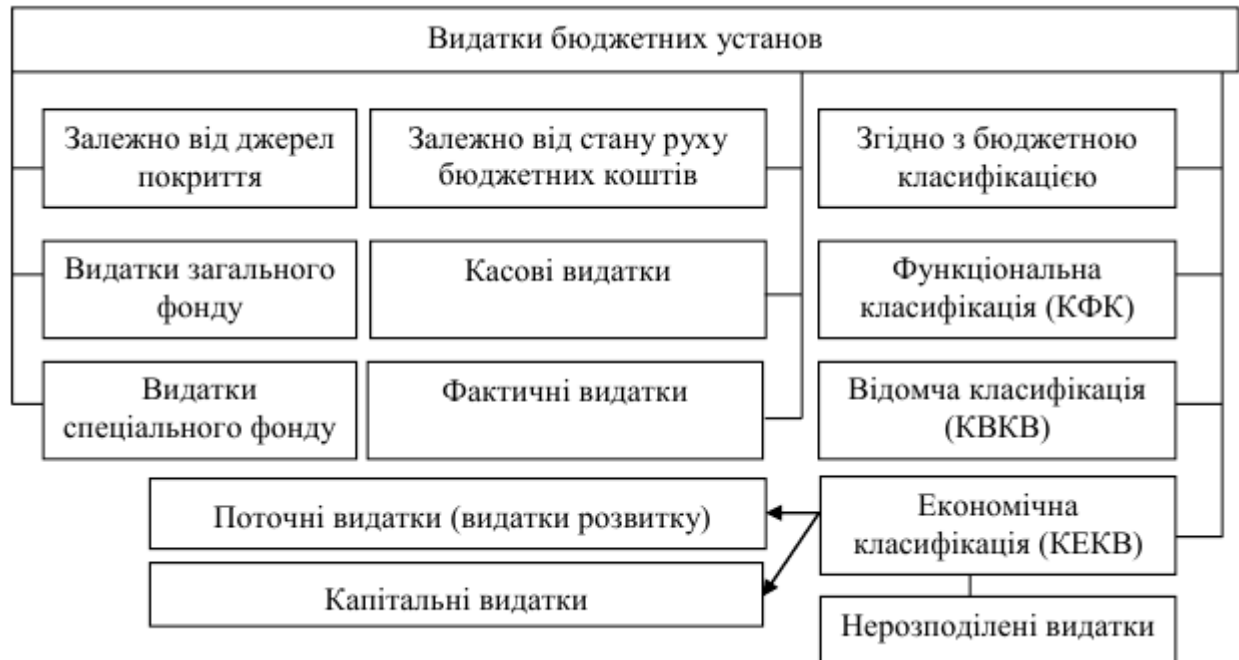 Видатки бюджетних установ
Залежно від джерел
покриття
Залежно від стану руху
бюджетних коштів
Згідно з бюджетною
класифікацією
Видатки загального
фонду
Касові видатки
Функціональна
класифікація (КФК)
Видатки
спеціального фонду
Фактичні видатки
Відомча класифікація
(КВКВ)
Поточні видатки (видатки розвитку)
Економічна
класифікація (КЕКВ)
Капітальні видатки
Нерозподілені видатки